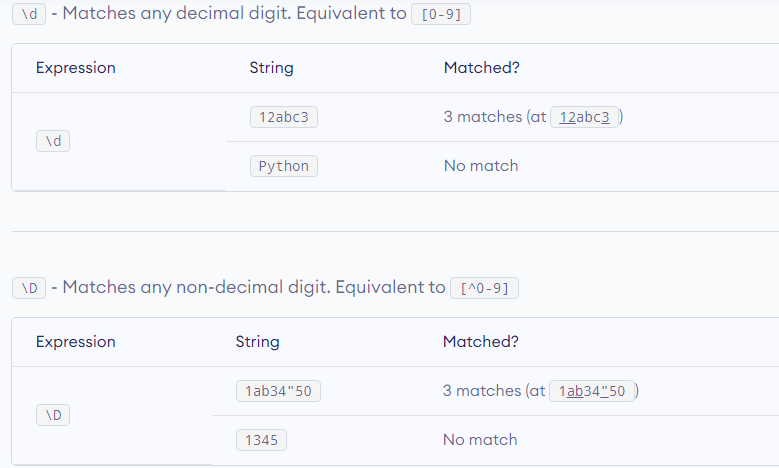 \d - Matches any decimal digit. Equivalent to [0-9]
Expression String Matched?
\d
12abc3 3 matches (at 12abc3)
Python No match
\D - Matches any non-decimal digit. Equivalent to [^0-9]
Expression String Matched?
\D
1ab34"50 3 matches (at 1ab34"50)
1345 No match